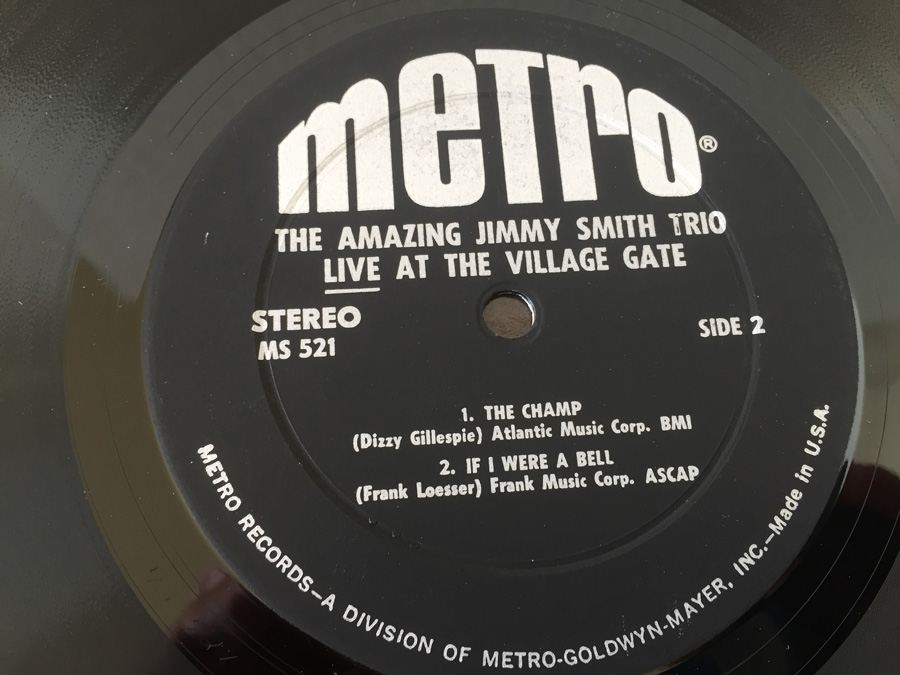 metro®
THE AMAZING JIMMY SMITH TRIO
LIVE AT THE VILLAGE GATE
STEREO
MS 521
SIDE 2
1. THE CHAMP
(Dizzy Gillespie) Atlantic Music Corp. BMI
2. IF I WERE A BELL
(Frank Loesser) Frank Music Corp. ASCAP
METRO RECORDS—A DIVISION OF METRO-GOLDWYN-MAYER, INC.—Made in U.S.A.